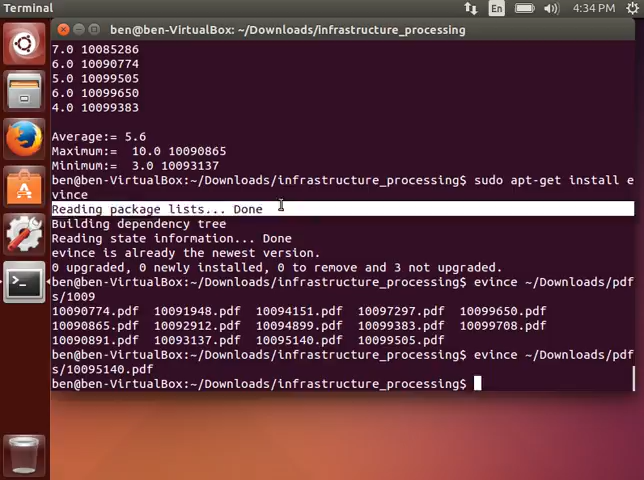 Terminal
En
4:34 PM
ben@ben-VirtualBox: ~/Downloads/infrastructure_processing
7.0 10085286
6.0 10090774
5.0 10099505
6.0 10099650
4.0 10099383
Average:= 5.6
Maximum:=  10.0 10090865
Minimum:=  3.0 10093137
ben@ben-VirtualBox:~/Downloads/infrastructure_processing$ sudo apt-get install e
vince
Reading package lists... Done
Building dependency tree
Reading state information... Done
evince is already the newest version.
0 upgraded, 0 newly installed, 0 to remove and 3 not upgraded.
ben@ben-VirtualBox:~/Downloads/infrastructure_processing$ evince ~/Downloads/pdf
s/1009
10090774.pdf  10091948.pdf  10094151.pdf  10097297.pdf  10099650.pdf
10090865.pdf  10092912.pdf  10094899.pdf  10099383.pdf  10099708.pdf
10090891.pdf  10093137.pdf  10095140.pdf  10099505.pdf
ben@ben-VirtualBox:~/Downloads/infrastructure_processing$ evince ~/Downloads/pdf
s/10095140.pdf
ben@ben-VirtualBox:~/Downloads/infrastructure_processing$